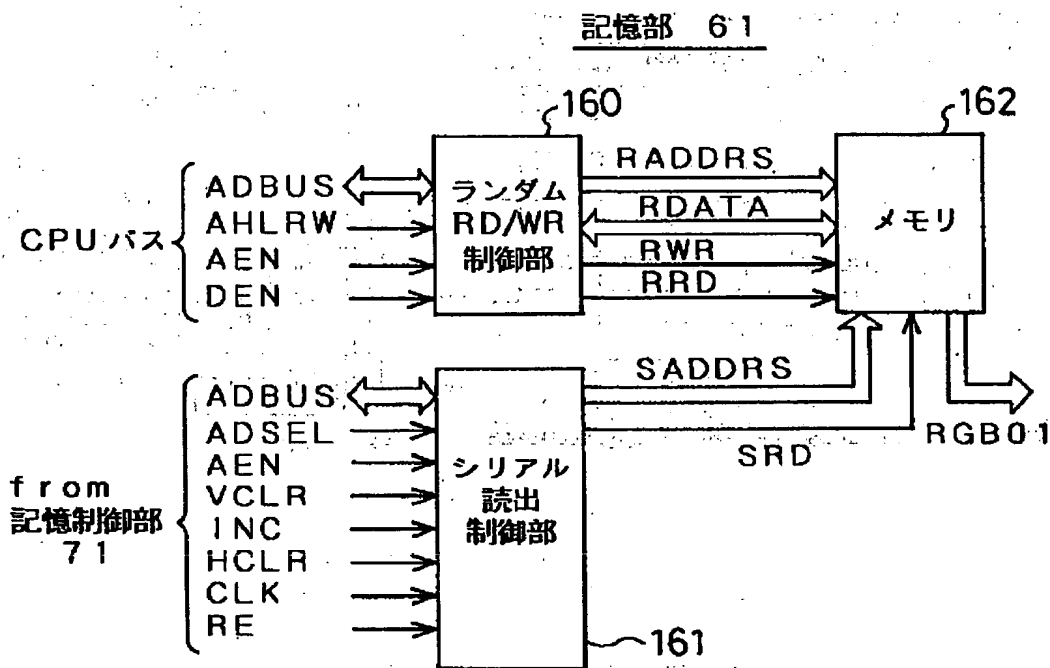 記憶部 61
160
162
CPUバス
ADBUS
AHLRW
AEN
DEN
ランダム
RD/WR
制御部
RADDRS
RDATA
RWR
RRD
メモリ
from
記憶制御部
71
ADBUS
ADSEL
AEN
VCLR
INC
HCLR
CLK
RE
シリアル
読出
制御部
161
SADDRS
SRD
RGB01